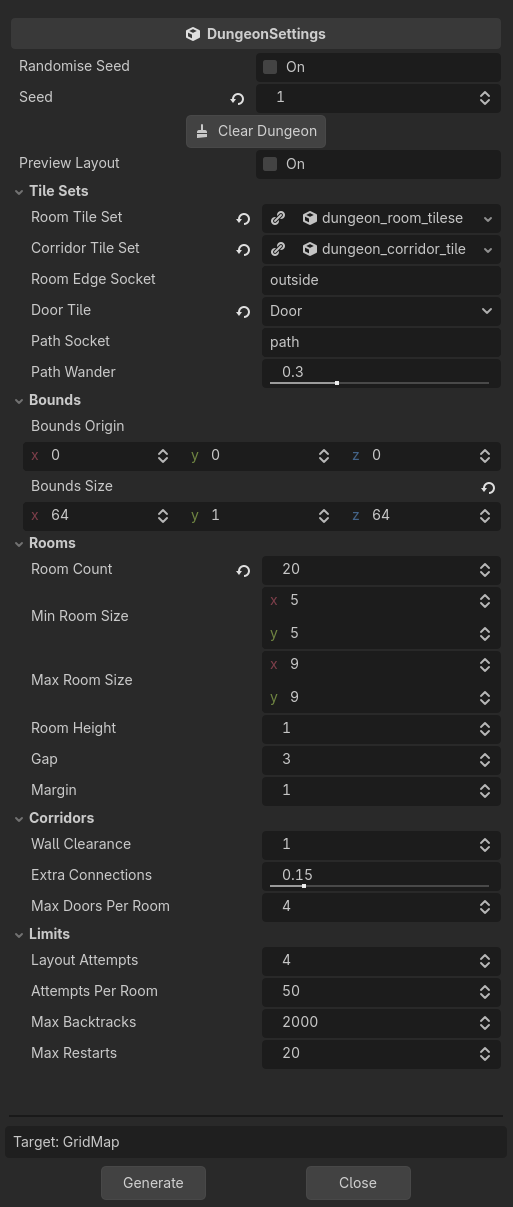 DungeonSettings
Randomise Seed On
Seed 1
Clear Dungeon
Preview Layout On
Tile Sets
Room Tile Set dungeon_room_tilese
Corridor Tile Set dungeon_corridor_tile
Room Edge Socket outside
Door Tile Door
Path Socket path
Path Wander 0.3
Bounds
Bounds Origin
x 0 y 0 z 0
Bounds Size
x 64 y 1 z 64
Rooms
Room Count 20
Min Room Size x 5
y 5
Max Room Size x 9
y 9
Room Height 1
Gap 3
Margin 1
Corridors
Wall Clearance 1
Extra Connections 0.15
Max Doors Per Room 4
Limits
Layout Attempts 4
Attempts Per Room 50
Max Backtracks 2000
Max Restarts 20
Target: GridMap
Generate Close